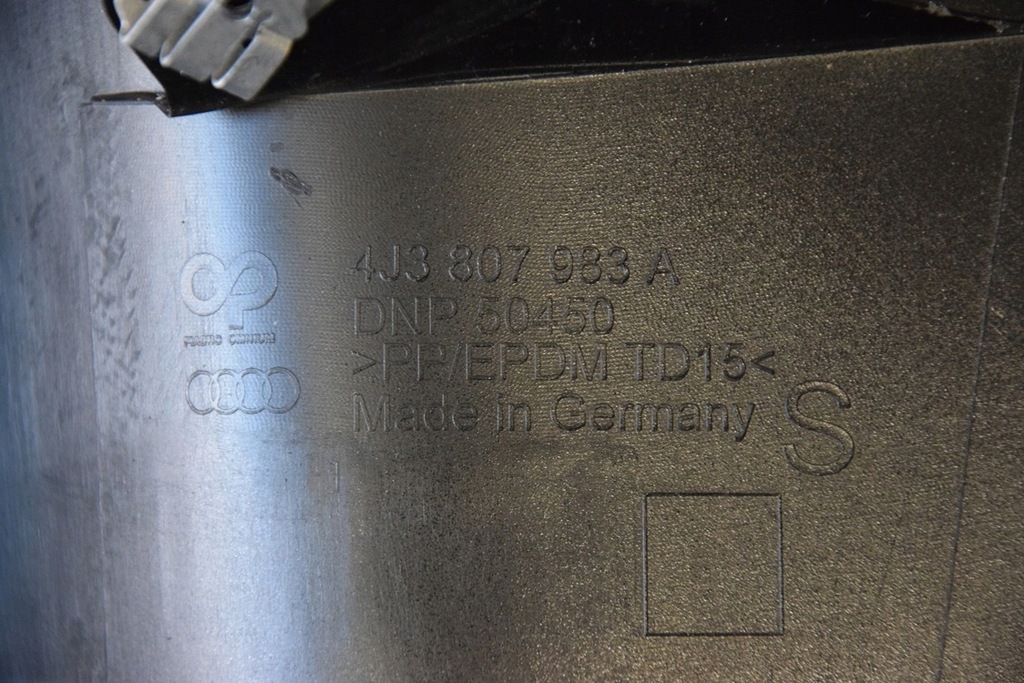 4J3 807 983 A
DNP 50450
>PP/EPDM TD15<
Made in Germany
S